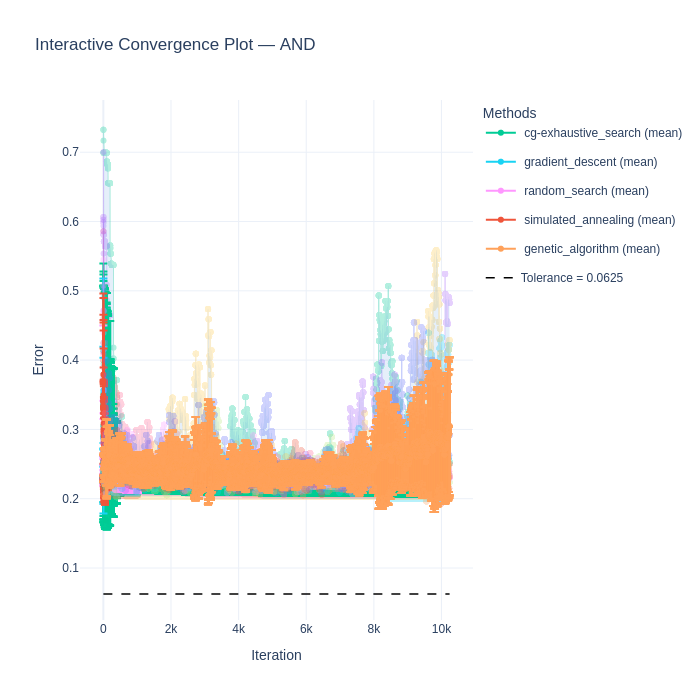 Interactive Convergence Plot — AND
Methods
cg-exhaustive_search (mean)
gradient_descent (mean)
random_search (mean)
simulated_annealing (mean)
genetic_algorithm (mean)
Tolerance = 0.0625
Error
0.7
0.6
0.5
0.4
0.3
0.2
0.1
0
2k
4k
6k
8k
10k
Iteration